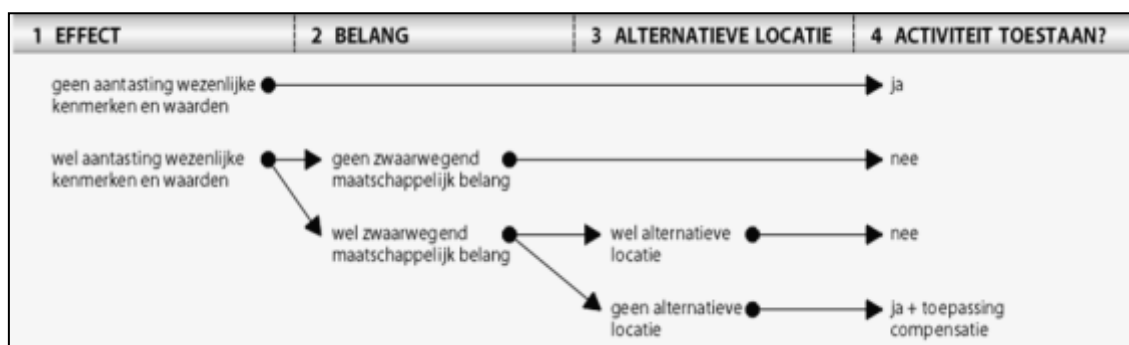 1 EFFECT 2 BELANG 3 ALTERNATIEVE LOCATIE 4 ACTIVITEIT TOESTAAN?
geen aantasting wezenlijke
kenmerken en waarden
ja
wel aantasting wezenlijke
kenmerken en waarden
geen zwaarwegend
maatschappelijk belang
nee
wel zwaarwegend
maatschappelijk belang
wel alternatieve
locatie
nee
geen alternatieve
locatie
ja + toepassing
compensatie